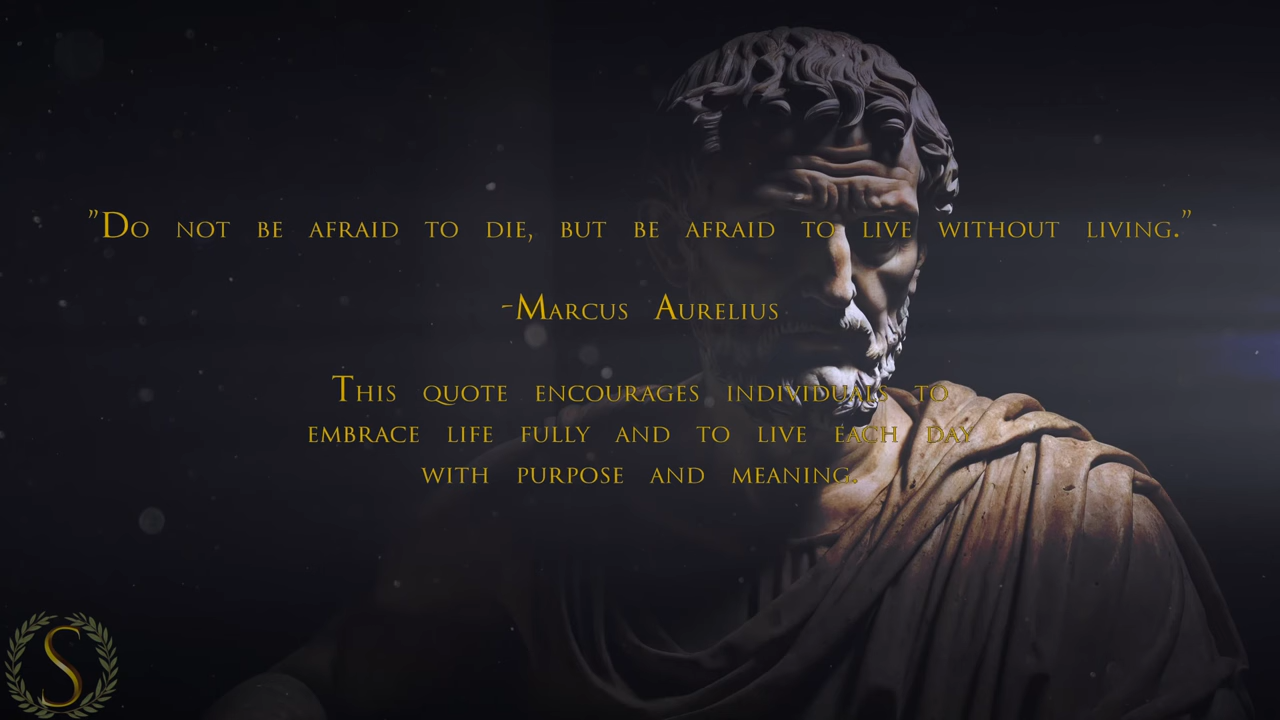 ”Do not be afraid to die, but be afraid to live without living.”
-Marcus Aurelius
This quote encourages individuals to
embrace life fully and to live each day
with purpose and meaning.
S